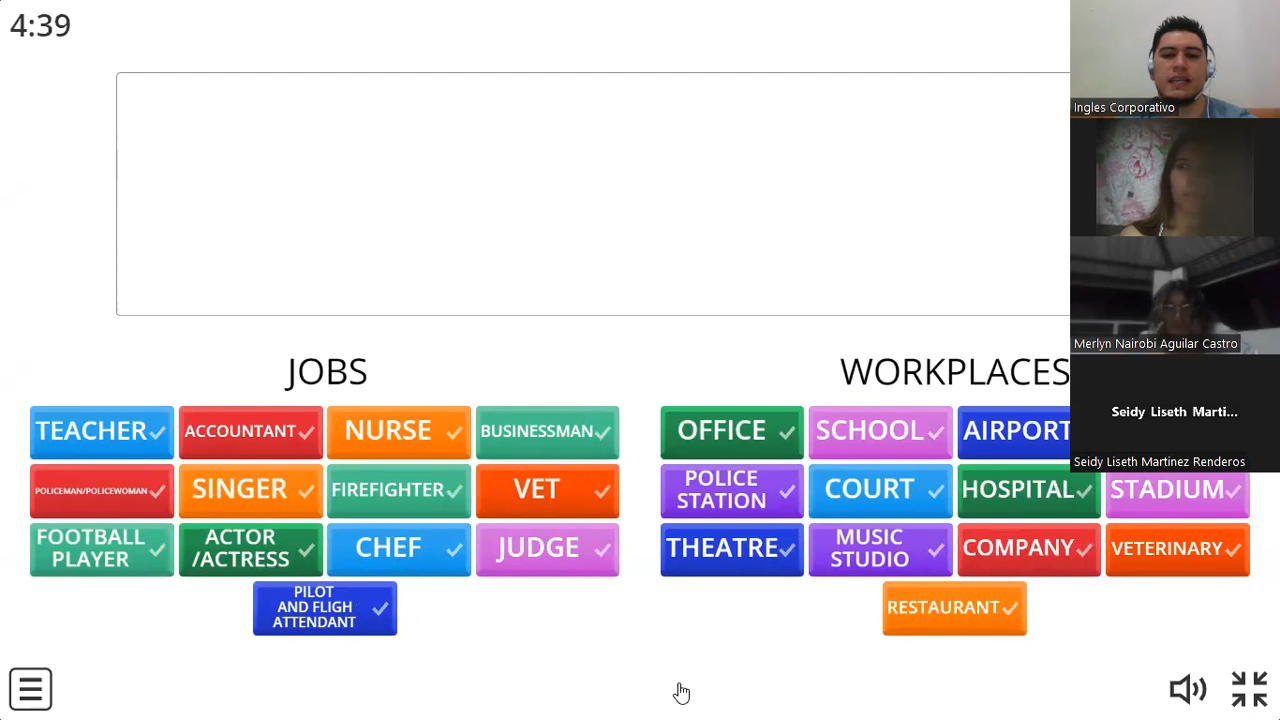 4:39
Ingles Corporativo
Merlyn Nairobi Aguilar Castro
Seidy Liseth Marti...
Seidy Liseth Martinez Renderos
JOBS
TEACHER
ACCOUNTANT
NURSE
BUSINESSMAN
POLICEMAN/POLICEWOMAN
SINGER
FIREFIGHTER
VET
FOOTBALL
PLAYER
ACTOR
/ACTRESS
CHEF
JUDGE
PILOT
AND FLIGH
ATTENDANT
WORKPLACES
OFFICE
SCHOOL
AIRPORT
POLICE
STATION
COURT
HOSPITAL
STADIUM
THEATRE
MUSIC
STUDIO
COMPANY
VETERINARY
RESTAURANT